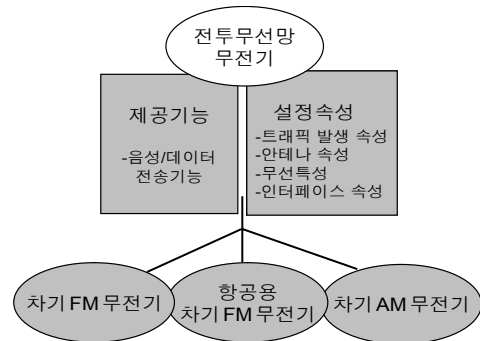 전투무선망
무전기
제공기능
-음성/데이터
전송기능
설정속성
-트래픽 발생 속성
-안테나 속성
-무선특성
-인터페이스 속성
차기 FM 무전기
항공용
차기 FM 무전기
차기 AM 무전기